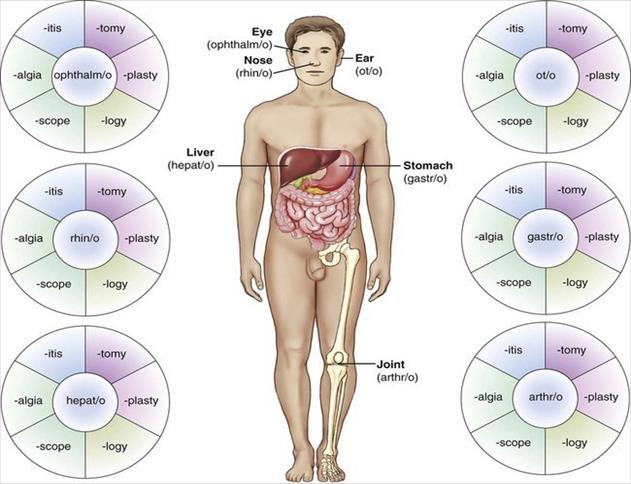 -itis
-tomy
-algia
ophthalm/o
-plasty
-scope
-logy
-itis
-tomy
-algia
rhin/o
-plasty
-scope
-logy
-itis
-tomy
-algia
hepat/o
-plasty
-scope
-logy
Eye
(ophthalm/o)
Nose
(rhin/o)
Ear
(ot/o)
Liver
(hepat/o)
Stomach
(gastr/o)
Joint
(arthr/o)
-itis
-tomy
-algia
ot/o
-plasty
-scope
-logy
-itis
-tomy
-algia
gastr/o
-plasty
-scope
-logy
-itis
-tomy
-algia
arthr/o
-plasty
-scope
-logy